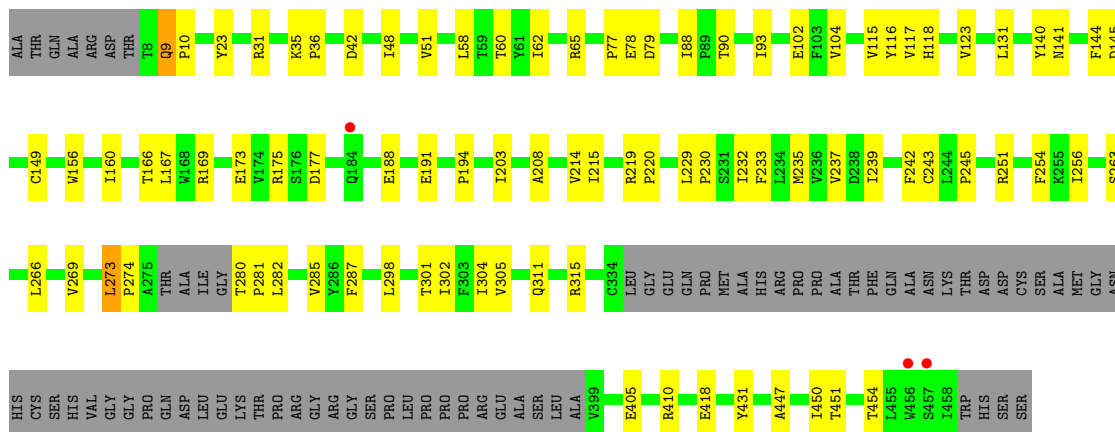 ALA THR GLN ALA ARG ASP THR T8 Q9 P10 Y23 R31 K35 P36 D42 I48 V51 L58 T59 T60 Y61 I62 R65 P77 E78 D79 I88 P89 T90 I93 E102 F103 V104 V115 Y116 V117 H118 V123 L131 Y140 N141 F144 D145
C149 W156 I160 T166 L167 W168 R169 E173 V174 R175 S176 D177 Q184 E188 E191 P194 I203 A208 V214 I215 R219 P220 L229 P230 S231 I232 F233 L234 M235 V236 V237 D238 I239 F242 C243 L244 P245 R251 F254 K255 I256 S263
L266 V269 L273 P274 A275 THR ALA ILE GLY T280 P281 L282 V285 Y286 F287 L298 T301 I302 F303 I304 V305 Q311 R315 C334 LEU GLY GLU GLN PRO MET ALA HIS ARG PRO PRO ALA THR PHE GLN ALA ASN LYS THR ASP ASP CYS SER ALA MET GLY ASN
HIS CYS SER HIS VAL GLY GLY PRO GLN ASP LEU GLU LYS THR PRO ARG GLY ARG GLY SER PRO LEU PRO PRO PRO ARG GLU ALA SER LEU ALA V399 E405 R410 E418 Y431 A447 I450 T451 T454 L455 W456 S457 I458 TRP HIS SER SER